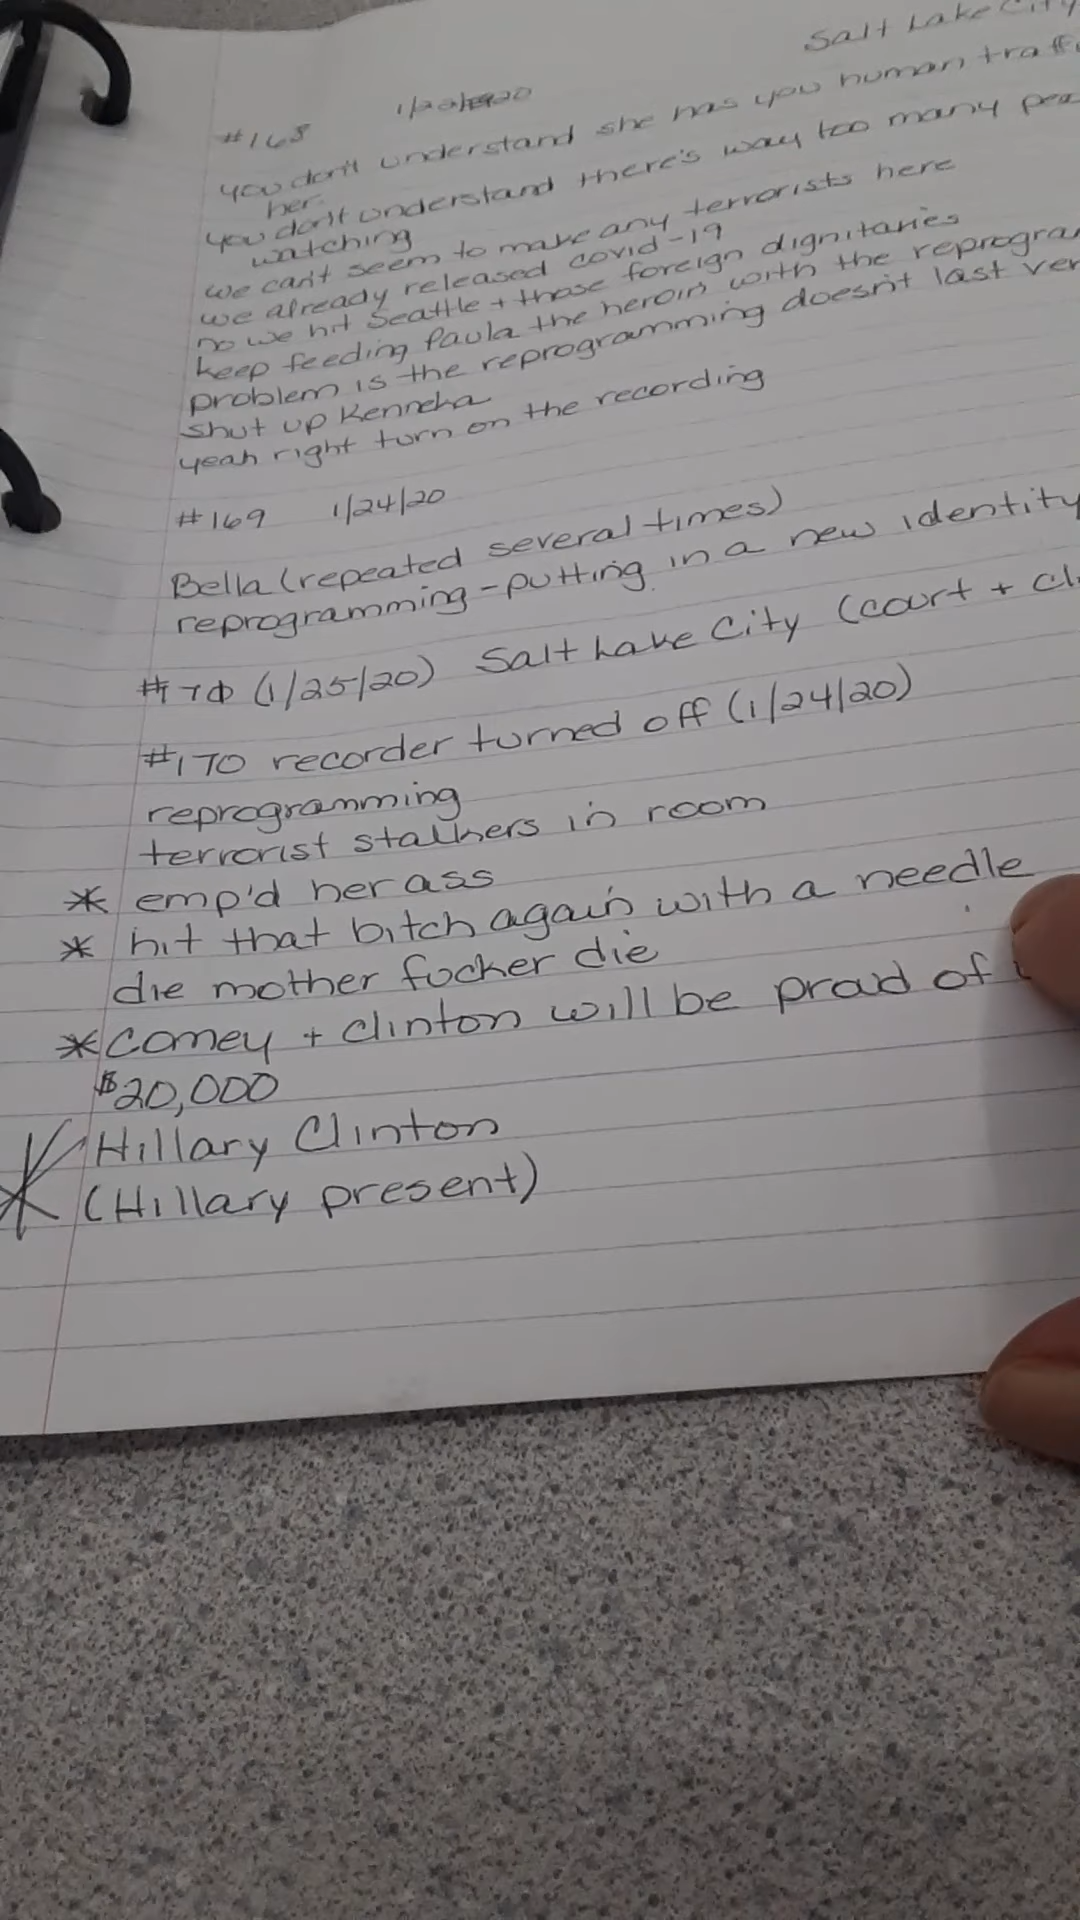 Salt Lake City
#168 1/22/20
you don't understand she has you human traffi
her.
you don't understand there's way too many peo
watching
we can't seem to make any terrorists here
we already released covid-19
no we hit Seattle + those foreign dignitaries
keep feeding Paula the heroin with the reprogra
problem is the reprogramming doesn't last ver
shut up Kenneka
yeah right turn on the recording
#169 1/24/20
Bella (repeated several times)
reprogramming - putting in a new identity
#170 (1/25/20) Salt Lake City (court + cl
#170 recorder turned off (1/24/20)
reprogramming
terrorist stalkers in room
* emp'd her ass
* hit that bitch again with a needle
die mother fucker die
* Comey + Clinton will be proud of
$20,000
* Hillary Clinton
(Hillary present)